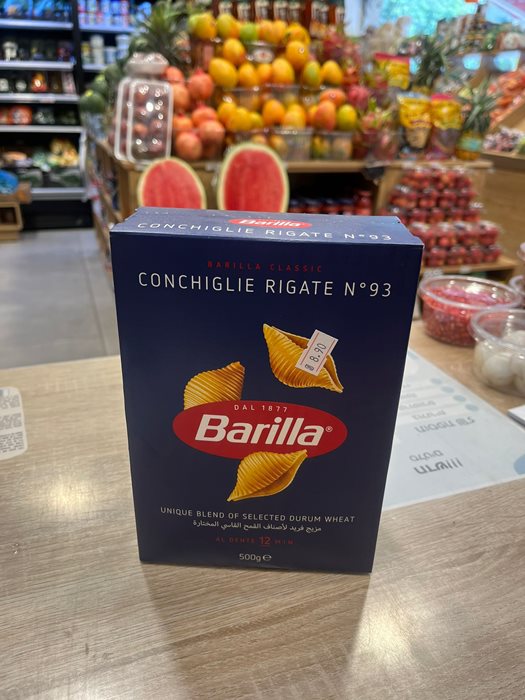 Barilla
CONCHIGLIE RIGATE N°93
BARILLA CLASSIC
CONCHIGLIE RIGATE N°93
₪ 8.90
DAL 1877
Barilla®
UNIQUE BLEND OF SELECTED DURUM WHEAT
مزيج فريد لأصناف القمح القاسي المختارة
AL DENTE 12 MIN
500g℮